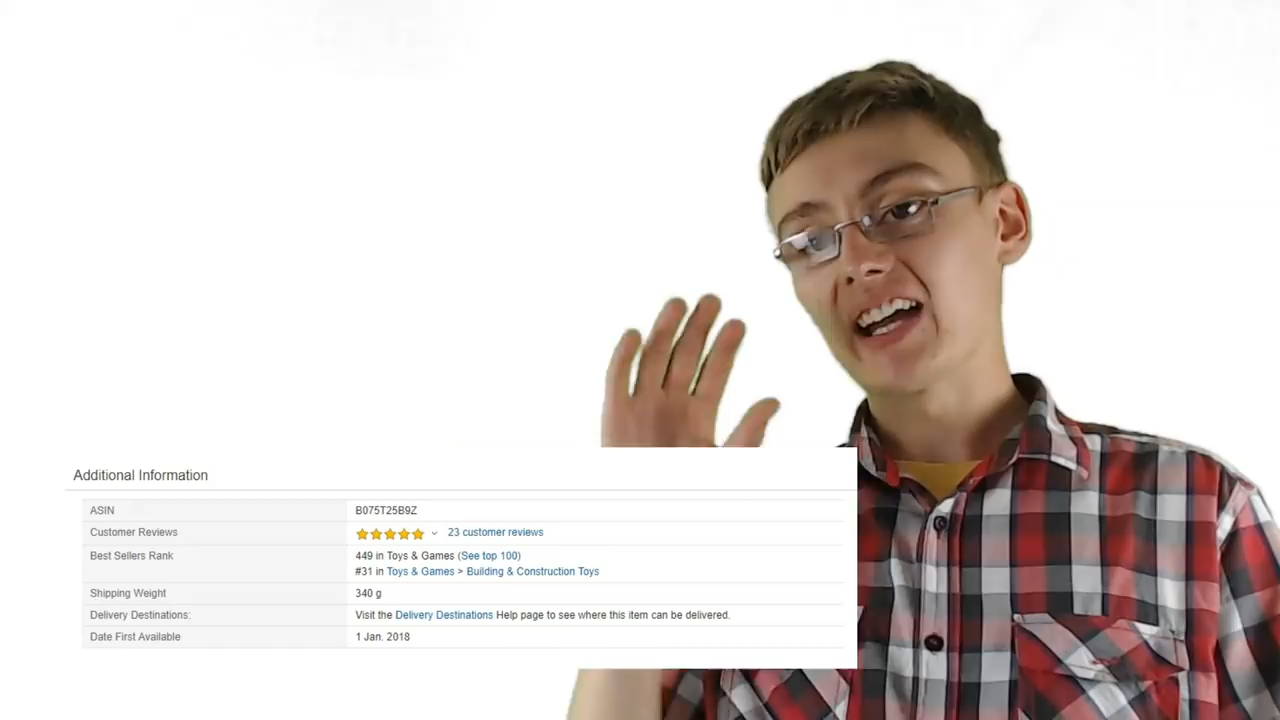 Additional Information
ASIN B075T25B9Z
Customer Reviews 23 customer reviews
Best Sellers Rank 449 in Toys & Games (See top 100)
#31 in Toys & Games > Building & Construction Toys
Shipping Weight 340 g
Delivery Destinations: Visit the Delivery Destinations Help page to see where this item can be delivered.
Date First Available 1 Jan. 2018